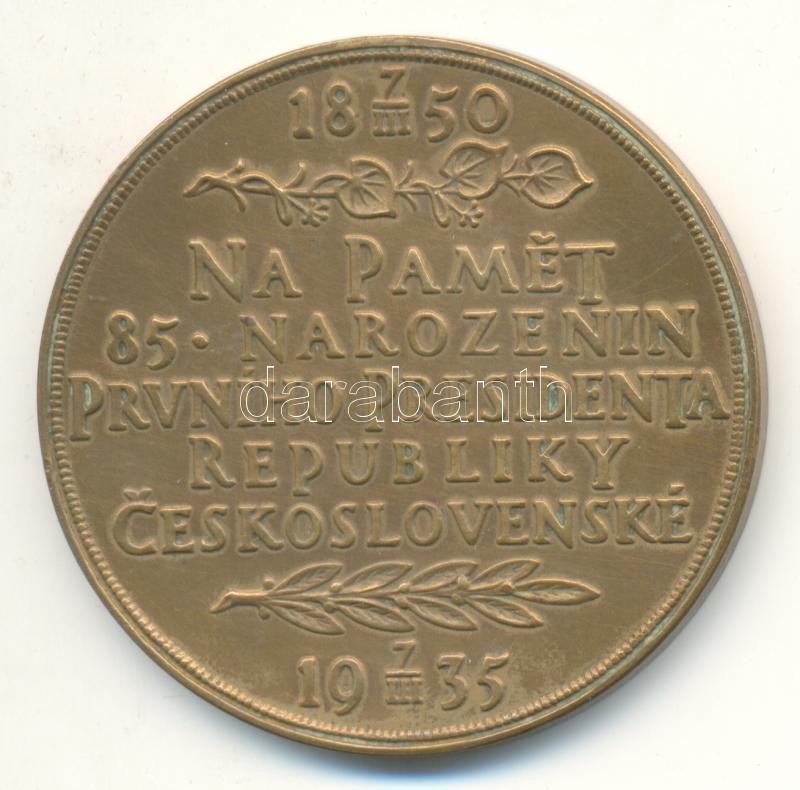 18 7/III 50
NA PAMĚT
85. NAROZENIN
PRVNÍHO PRESIDENTA
darabanth
REPUBLIKY
ČESKOSLOVENSKÉ
19 7/III 35